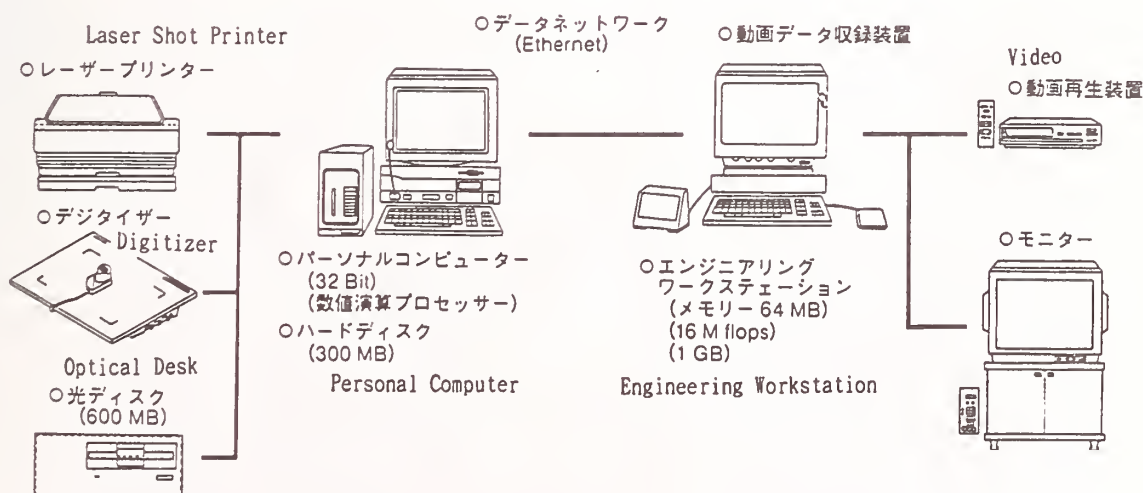 Laser Shot Printer
○レーザープリンター
○デジタイザー
Digitizer
Optical Desk
○光ディスク
(600 MB)
○データネットワーク
(Ethernet)
○パーソナルコンピューター
(32 Bit)
(数値演算プロセッサー)
○ハードディスク
(300 MB)
Personal Computer
○動画データ収録装置
○エンジニアリング
ワークステェーション
(メモリー 64 MB)
(16 M flops)
(1 GB)
Engineering Workstation
Video
○動画再生装置
○モニター